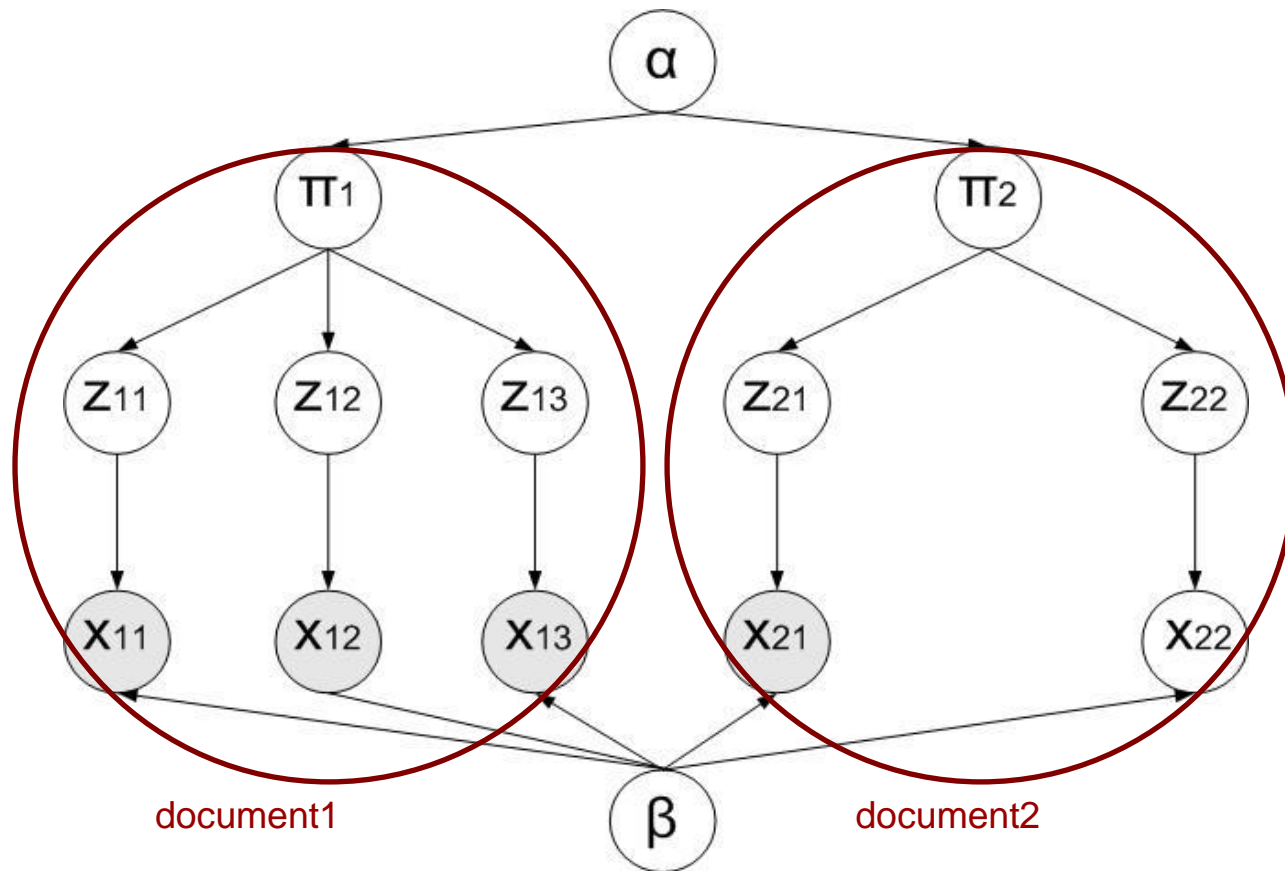 α
π1 π2
z11 z12 z13 z21 z22
x11 x12 x13 x21 x22
β
document1 document2